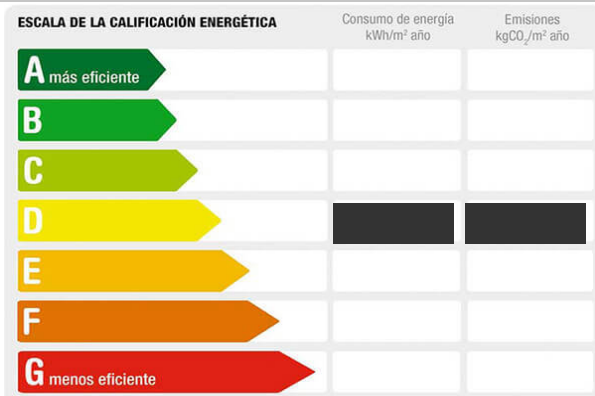 ESCALA DE LA CALIFICACIÓN ENERGÉTICA
Consumo de energía
kWh/m² año
Emisiones
kgCO₂/m² año
A más eficiente
B
C
D
E
F
G menos eficiente